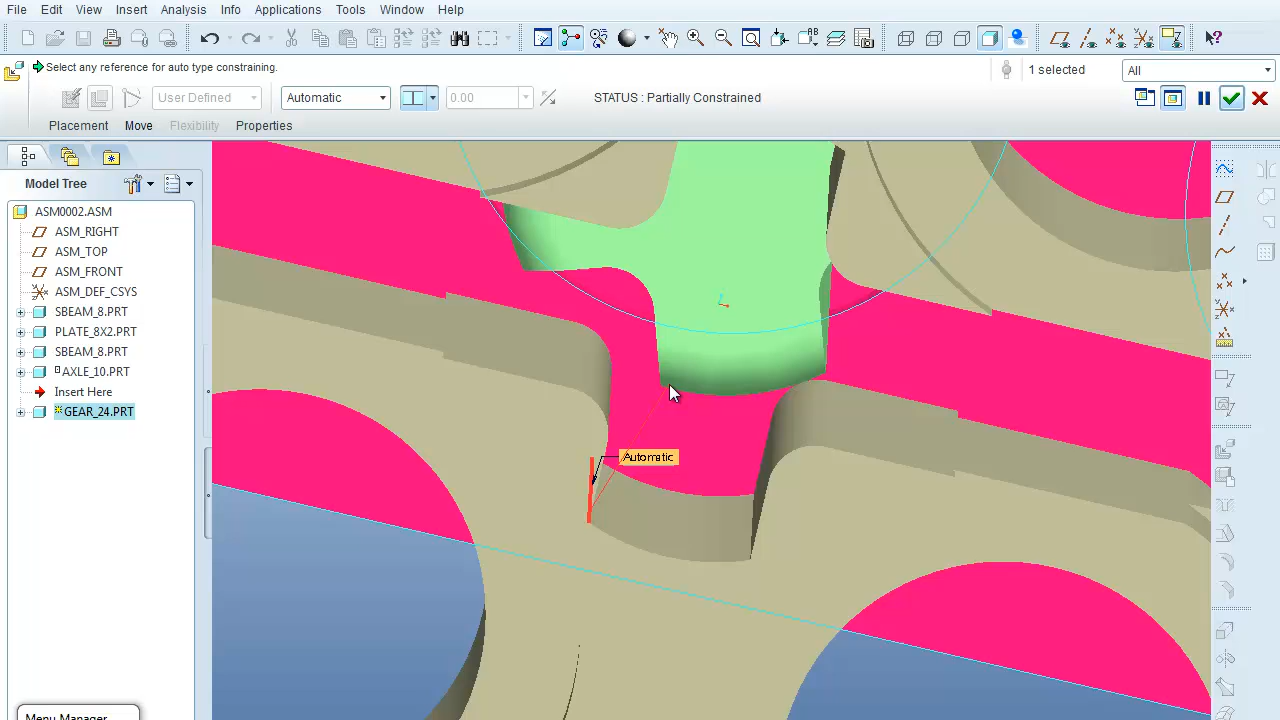 File Edit View Insert Analysis Info Applications Tools Window Help
Select any reference for auto type constraining.
1 selected
All
User Defined
Automatic
0.00
STATUS : Partially Constrained
Placement Move Flexibility Properties
Model Tree
ASM0002.ASM
ASM_RIGHT
ASM_TOP
ASM_FRONT
ASM_DEF_CSYS
SBEAM_8.PRT
PLATE_8X2.PRT
SBEAM_8.PRT
AXLE_10.PRT
Insert Here
GEAR_24.PRT
Automatic
Menu Manager